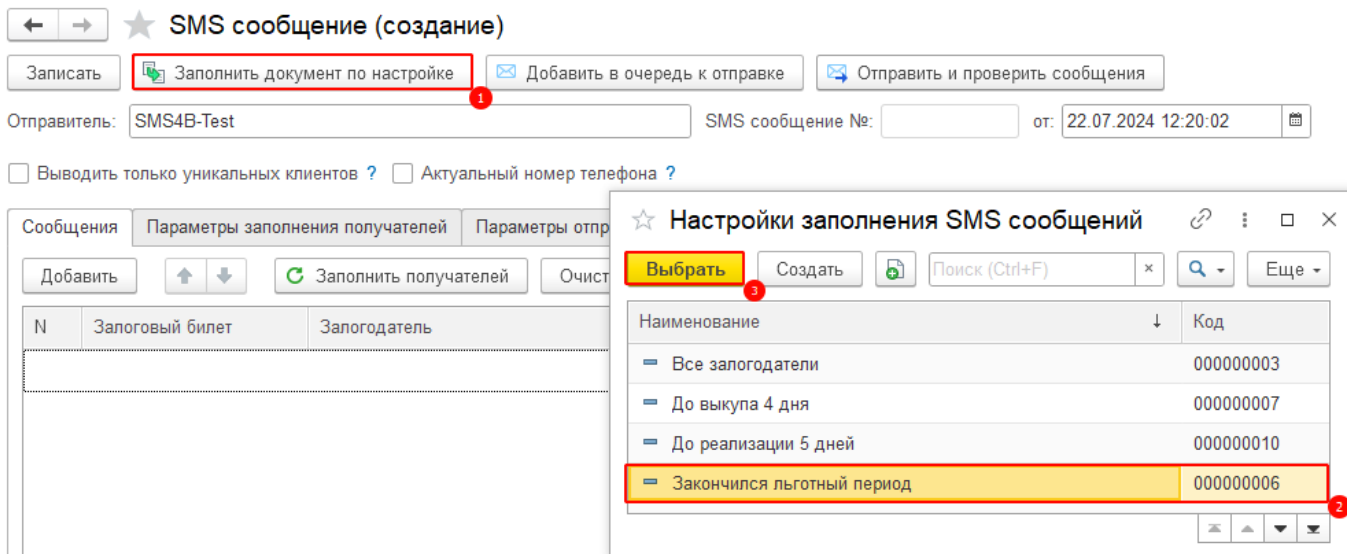 SMS сообщение (создание)
Записать Заполнить документ по настройке Добавить в очередь к отправке Отправить и проверить сообщения
1
Отправитель: SMS4B-Test SMS сообщение №: от: 22.07.2024 12:20:02
Выводить только уникальных клиентов ? Актуальный номер телефона ?
Сообщения Параметры заполнения получателей Параметры отпр
Добавить Заполнить получателей Очист
N Залоговый билет Залогодатель
Настройки заполнения SMS сообщений
Выбрать Создать Поиск (Ctrl+F) × Еще
3
Наименование ↓ Код
Все залогодатели 000000003
До выкупа 4 дня 000000007
До реализации 5 дней 000000010
Закончился льготный период 000000006
2